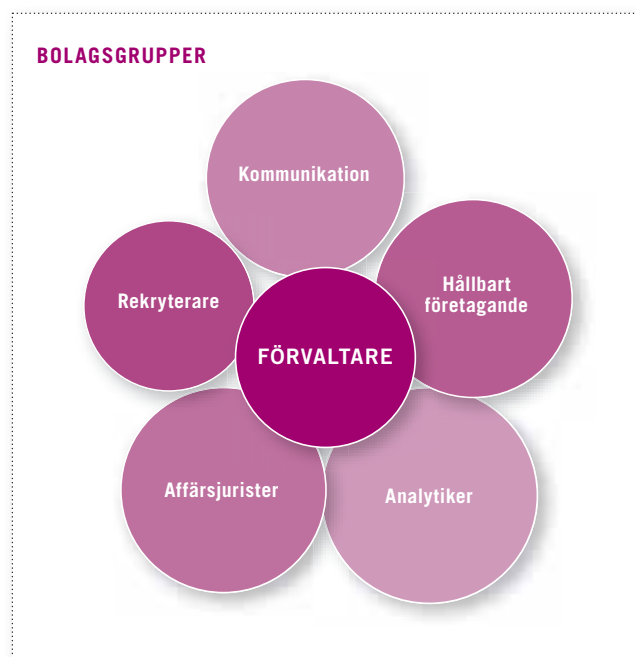 BOLAGSGRUPPER
Kommunikation
Hållbart
företagande
Rekryterare
FÖRVALTARE
Affärsjurister
Analytiker